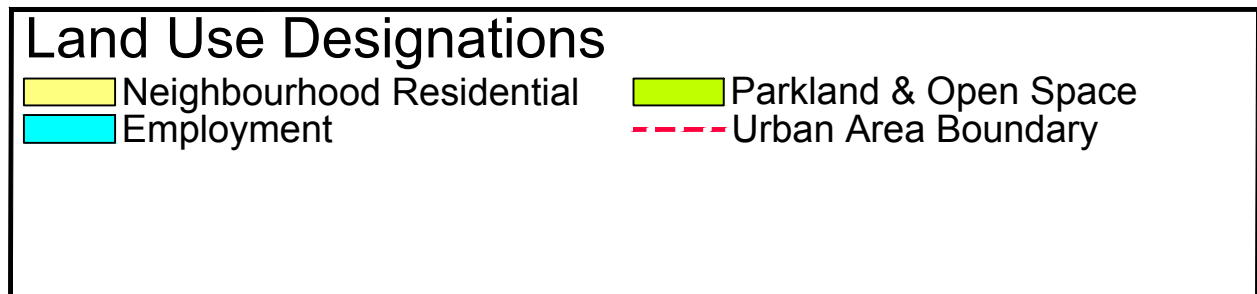 Land Use Designations
Neighbourhood Residential
Employment
Parkland & Open Space
Urban Area Boundary